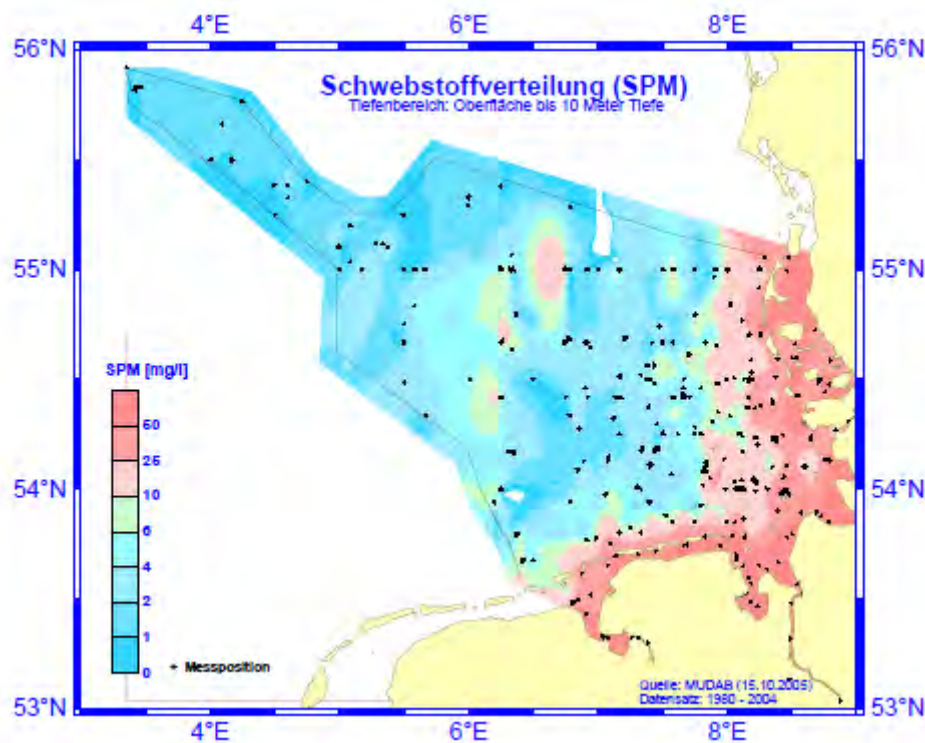 4°E 6°E 8°E
56°N 56°N
Schwebstoffverteilung (SPM)
Tiefenbereich: Oberfläche bis 10 Meter Tiefe
55°N 55°N
SPM [mg/l]
50
25
10
6
4
2
1
0
54°N 54°N
Messposition
Quelle: MUDAB (15.10.2005)
Datensatz: 1980 - 2004
53°N 53°N
4°E 6°E 8°E